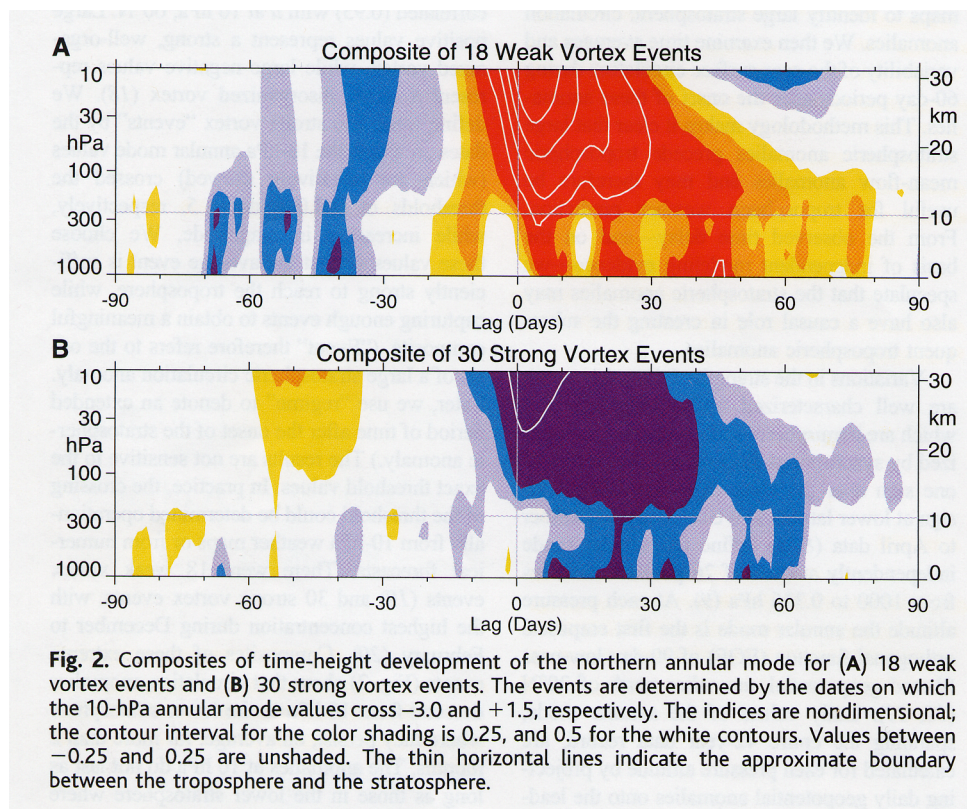 A
Composite of 18 Weak Vortex Events
10
30
hPa
100
300
1000
30
km
20
10
0
-90
-60
-30
0
30
60
90
Lag (Days)
B
Composite of 30 Strong Vortex Events
10
30
hPa
100
300
1000
30
km
20
10
0
-90
-60
-30
0
30
60
90
Lag (Days)
Fig. 2. Composites of time-height development of the northern annular mode for (A) 18 weak
vortex events and (B) 30 strong vortex events. The events are determined by the dates on which
the 10-hPa annular mode values cross −3.0 and +1.5, respectively. The indices are nondimensional;
the contour interval for the color shading is 0.25, and 0.5 for the white contours. Values between
−0.25 and 0.25 are unshaded. The thin horizontal lines indicate the approximate boundary
between the troposphere and the stratosphere.